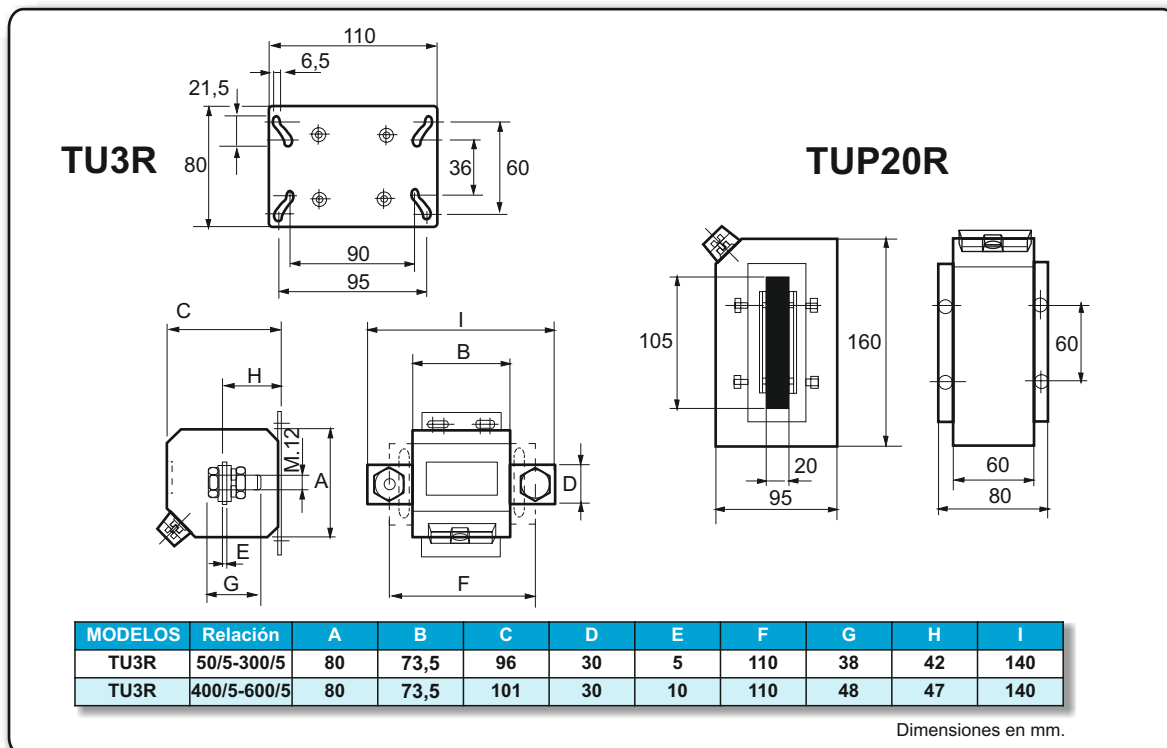 110
6,5
21,5
TU3R
80
36
60
90
95
TUP20R
C
H
M.12
A
E
G
I
B
D
F
105
160
20
95
60
60
80
MODELOS Relación A B C D E F G H I
TU3R 50/5-300/5 80 73,5 96 30 5 110 38 42 140
TU3R 400/5-600/5 80 73,5 101 30 10 110 48 47 140
Dimensiones en mm.